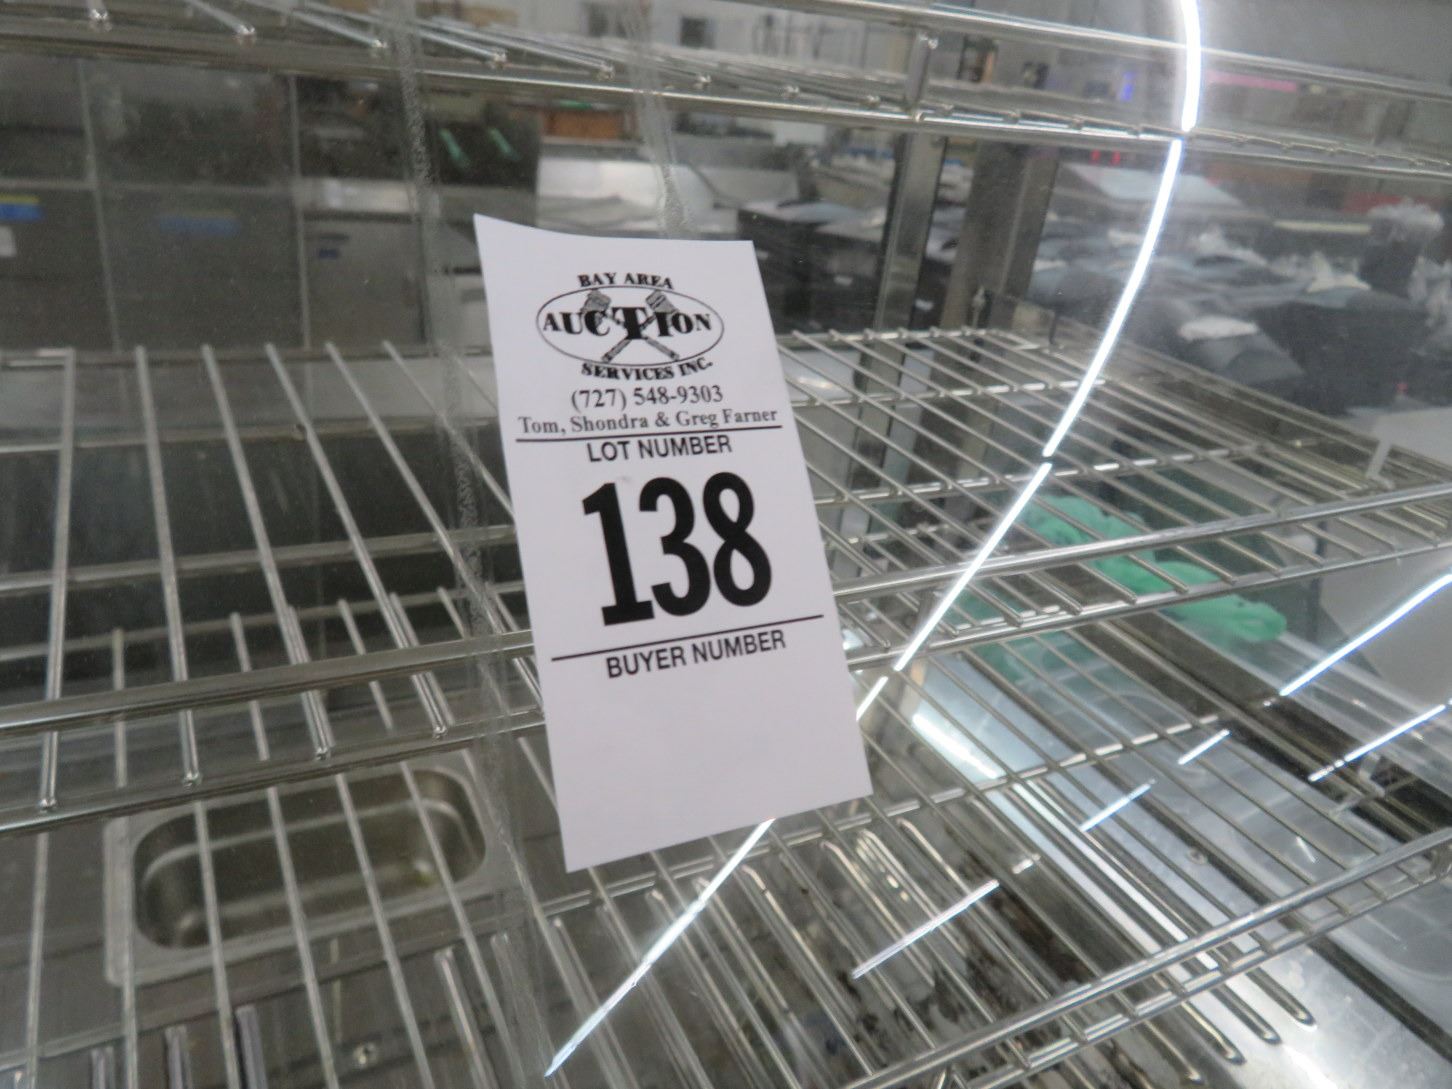 BAY AREA
AUCTION
SERVICES INC.
(727) 548-9303
Tom, Shondra & Greg Farner
LOT NUMBER
138
BUYER NUMBER